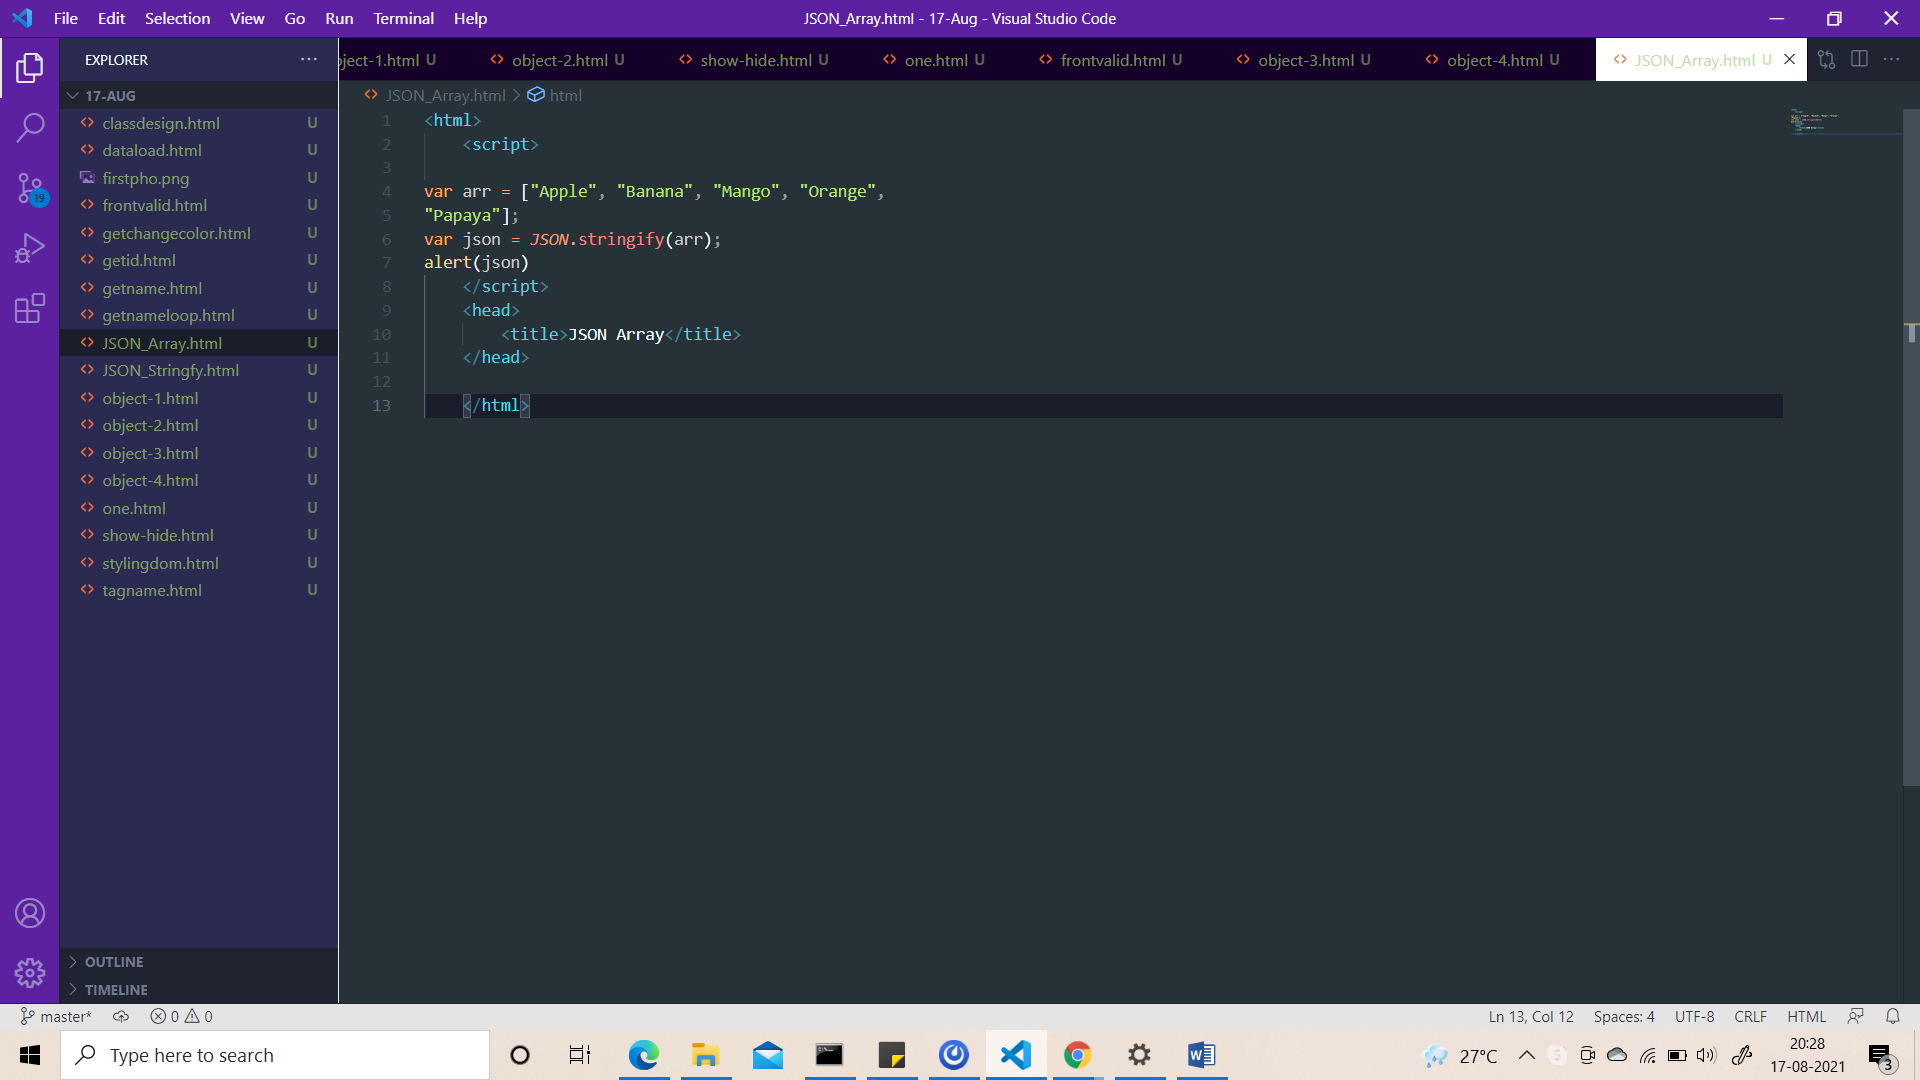 File Edit Selection View Go Run Terminal Help
JSON_Array.html - 17-Aug - Visual Studio Code
EXPLORER
17-AUG
classdesign.html U
dataload.html U
firstpho.png U
frontvalid.html U
getchangecolor.html U
getid.html U
getname.html U
getnameloop.html U
JSON_Array.html U
JSON_Stringfy.html U
object-1.html U
object-2.html U
object-3.html U
object-4.html U
one.html U
show-hide.html U
stylingdom.html U
tagname.html U
OUTLINE
TIMELINE
19
ject-1.html U object-2.html U show-hide.html U one.html U frontvalid.html U object-3.html U object-4.html U JSON_Array.html U
JSON_Array.html > html
1 <html>
2 <script>
3
4 var arr = ["Apple", "Banana", "Mango", "Orange",
5 "Papaya"];
6 var json = JSON.stringify(arr);
7 alert(json)
8 </script>
9 <head>
10 <title>JSON Array</title>
11 </head>
12
13 </html>
master* 0 0
Ln 13, Col 12 Spaces: 4 UTF-8 CRLF HTML
Type here to search
27°C
20:28
17-08-2021
3